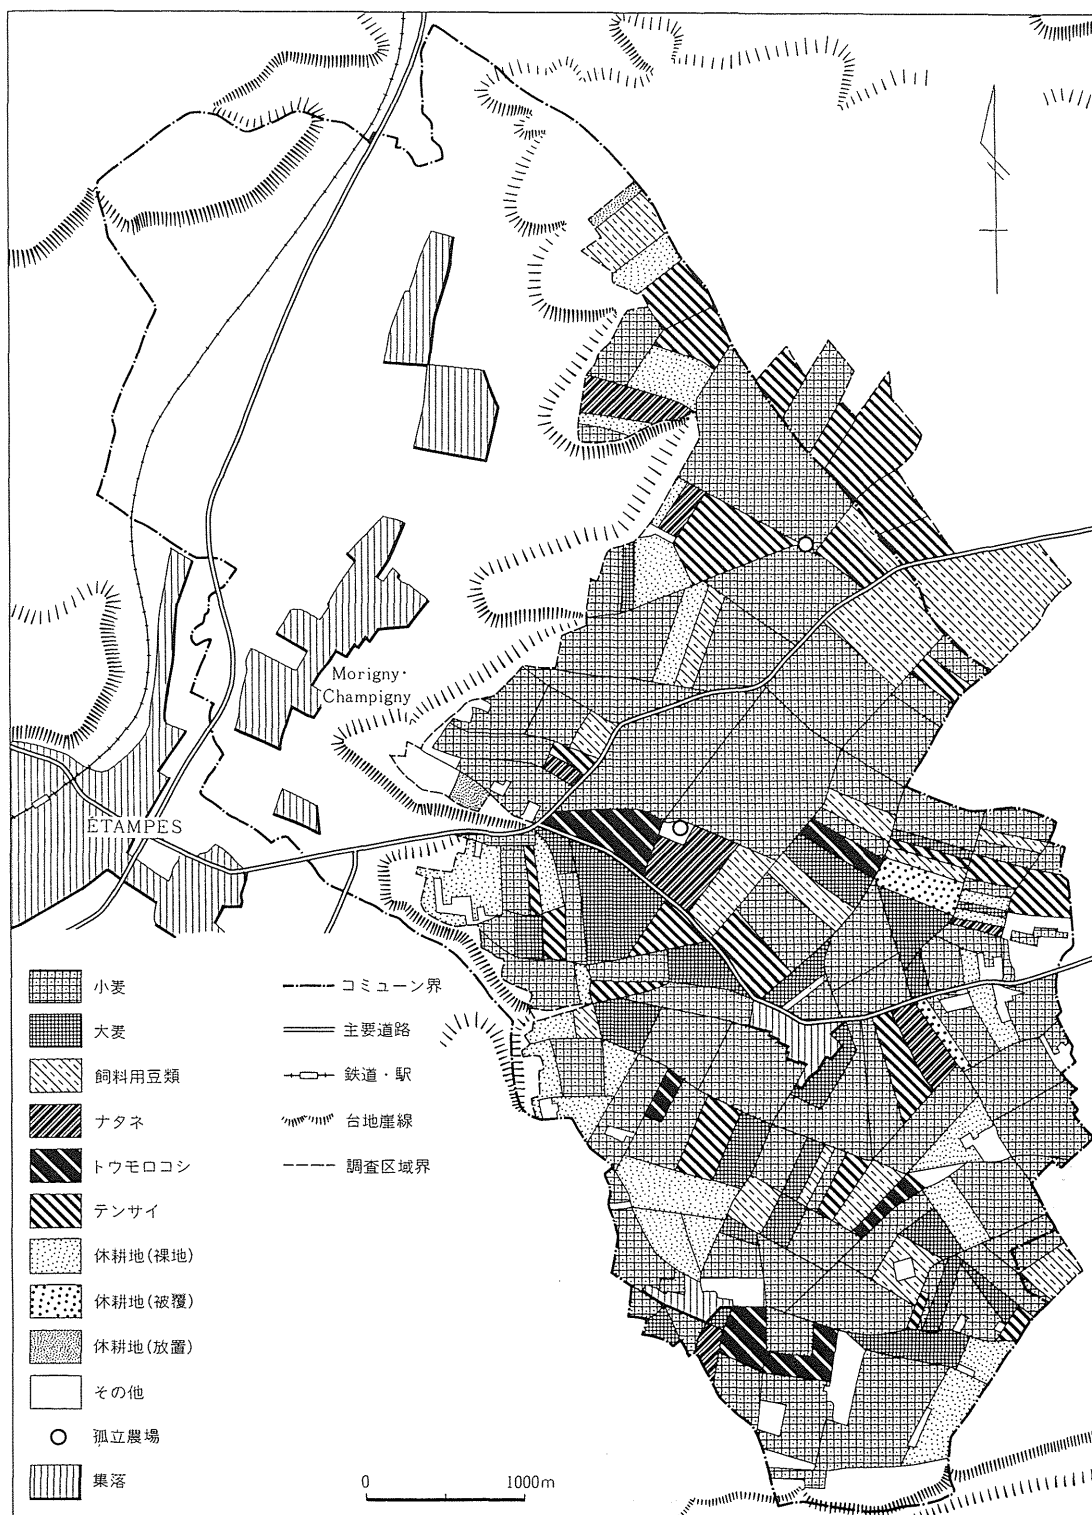 Morigny·
Champigny
ÉTAMPES
小麦
大麦
飼料用豆類
ナタネ
トウモロコシ
テンサイ
休耕地(裸地)
休耕地(被覆)
休耕地(放置)
その他
孤立農場
集落
コミューン界
主要道路
鉄道・駅
台地崖線
調査区域界
0 1000m